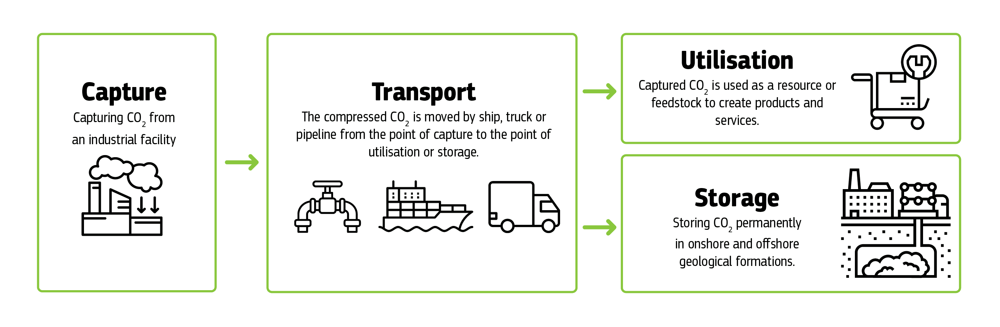 Capture
Capturing CO₂ from
an industrial facility
Transport
The compressed CO₂ is moved by ship, truck or
pipeline from the point of capture to the point of
utilisation or storage.
Utilisation
Captured CO₂ is used as a resource or
feedstock to create products and
services.
Storage
Storing CO₂ permanently
in onshore and offshore
geological formations.